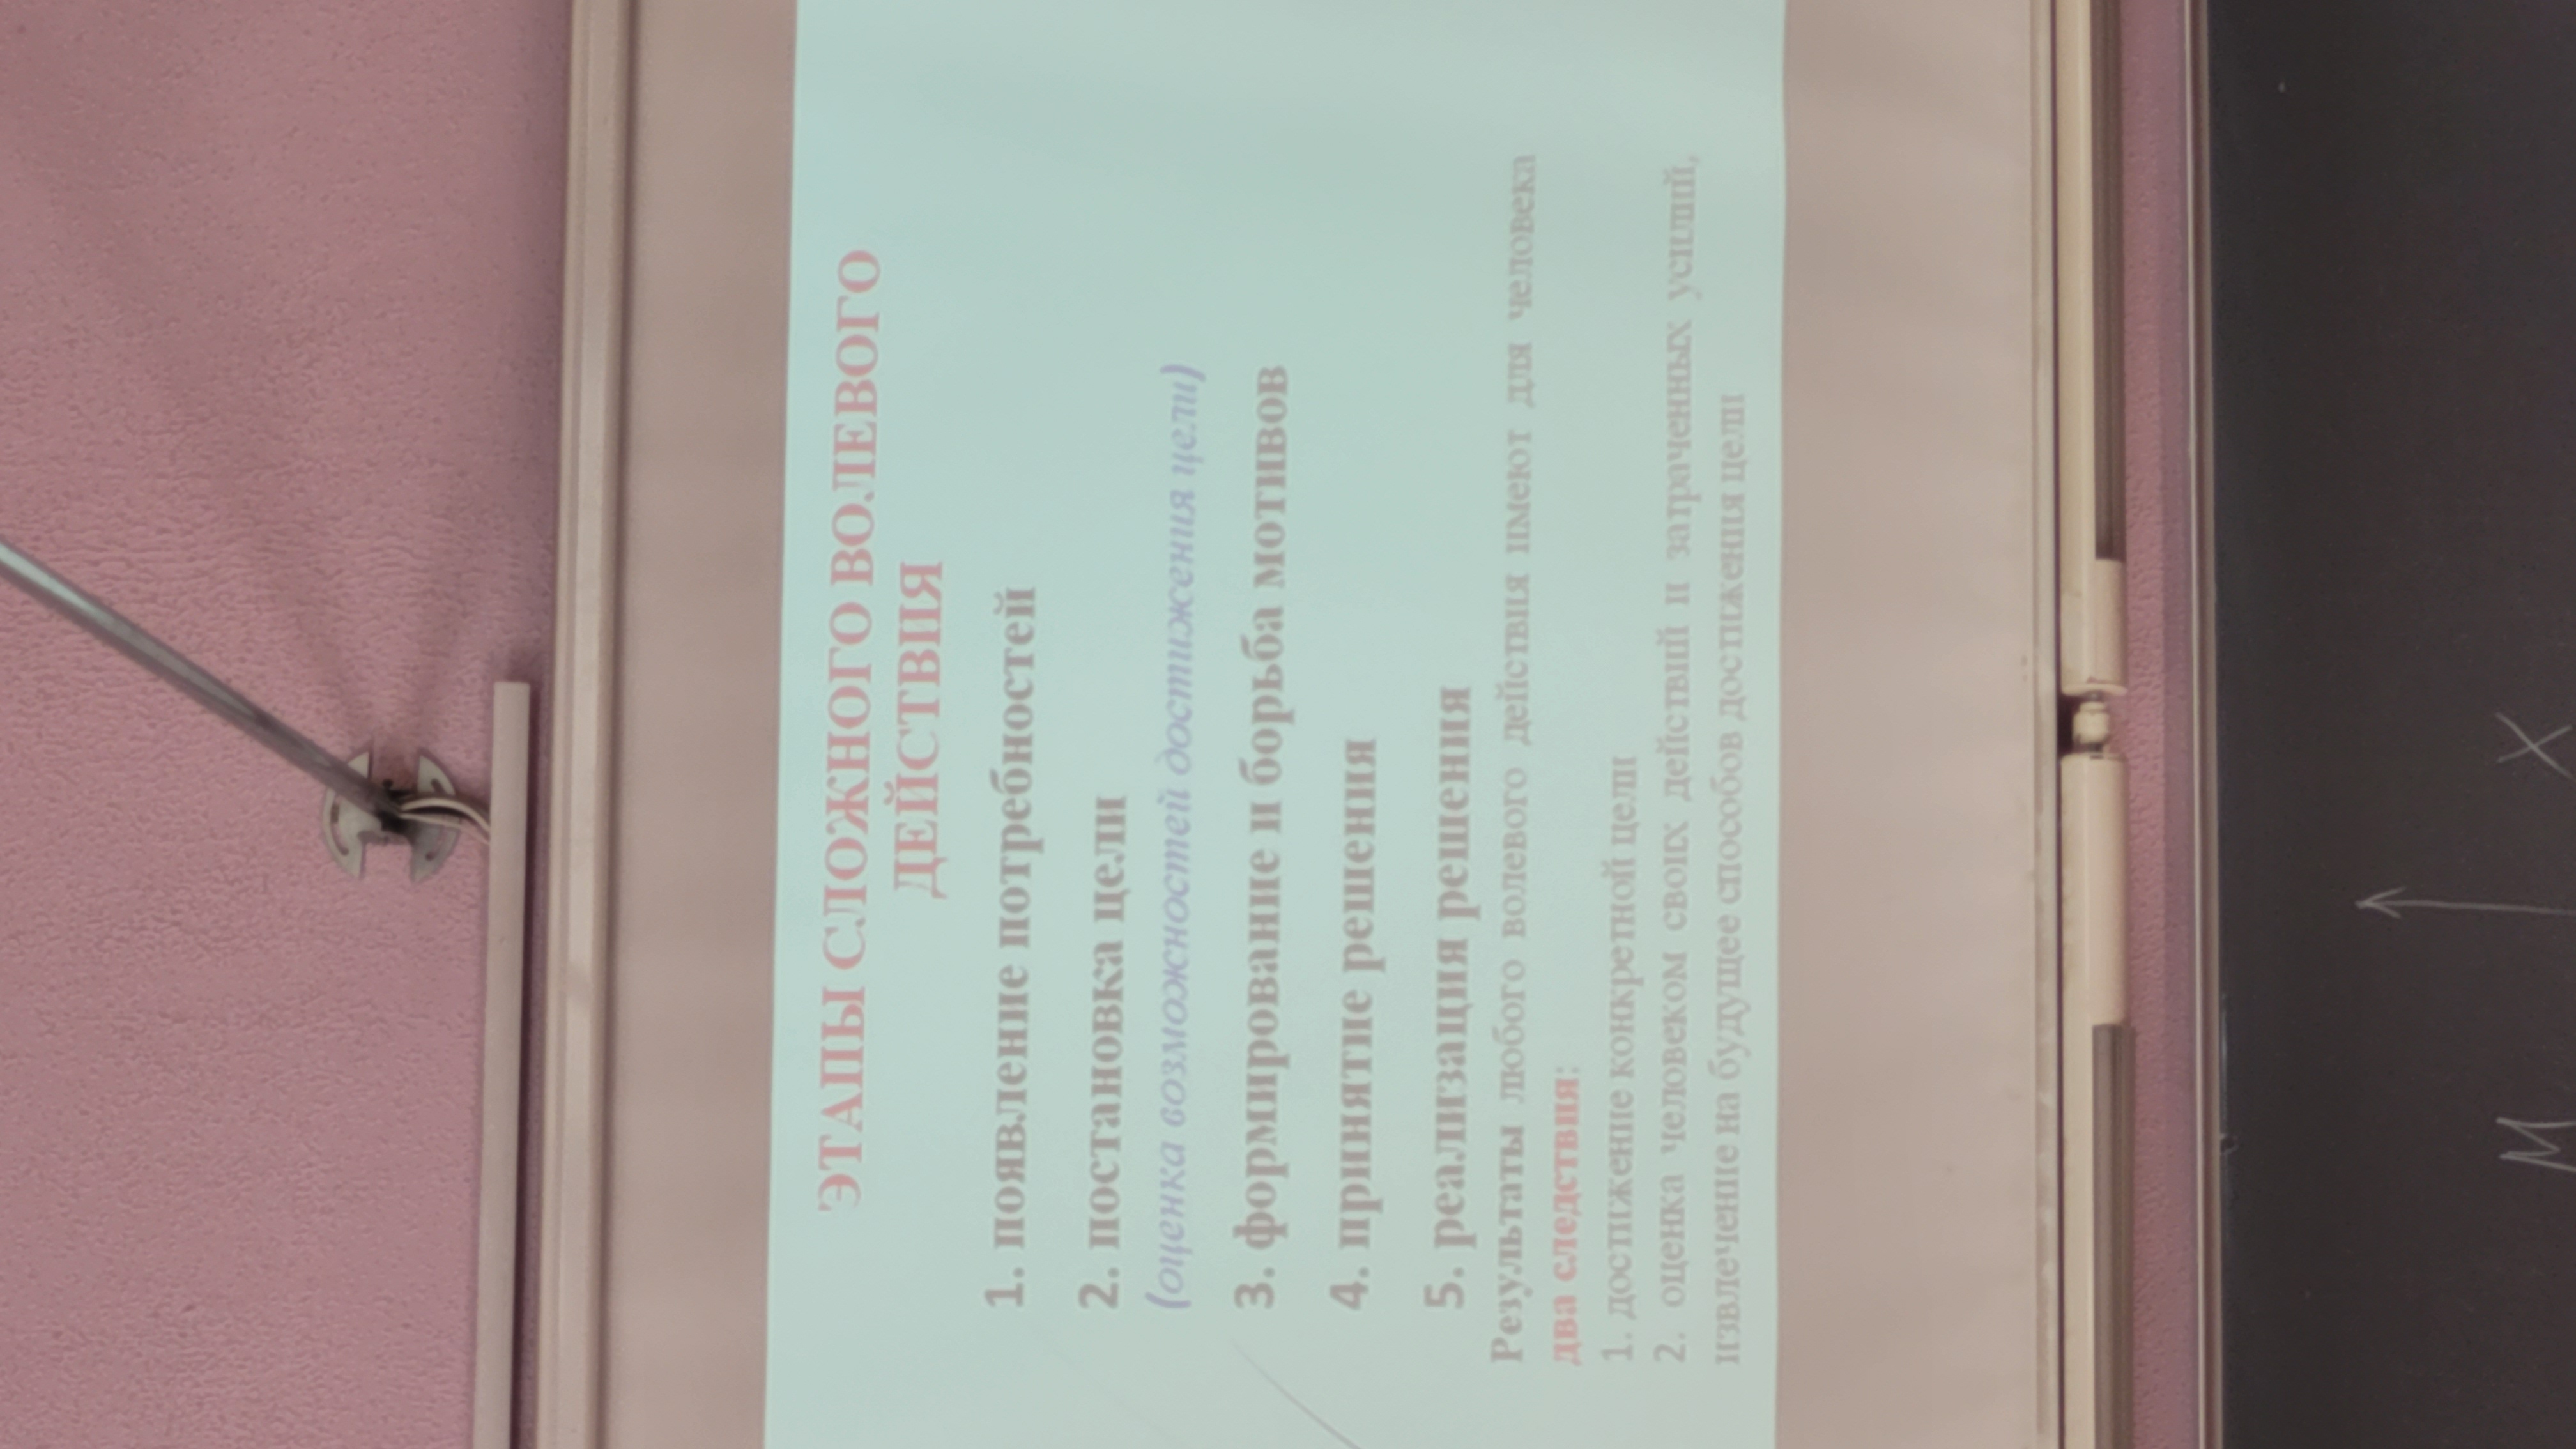 ЭТАПЫ СЛОЖНОГО ВОЛЕВОГО
ДЕЙСТВИЯ
1. появление потребностей
2. постановка цели
(оценка возможностей достижения цели)
3. формирование и борьба мотивов
4. принятие решения
5. реализация решения
Результаты любого волевого действия имеют для человека
два следствия:
1. достижение конкретной цели
2. оценка человеком своих действий и затраченных усилий,
извлечение на будущее способов достижения цели
М Х